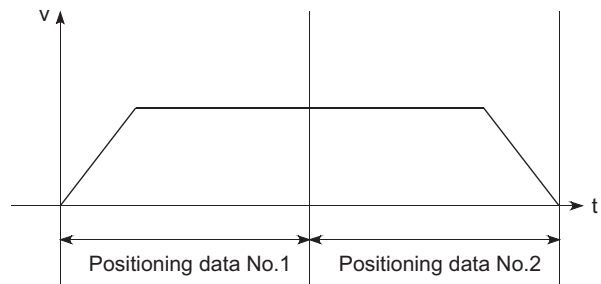 v
t
Positioning data No.1
Positioning data No.2